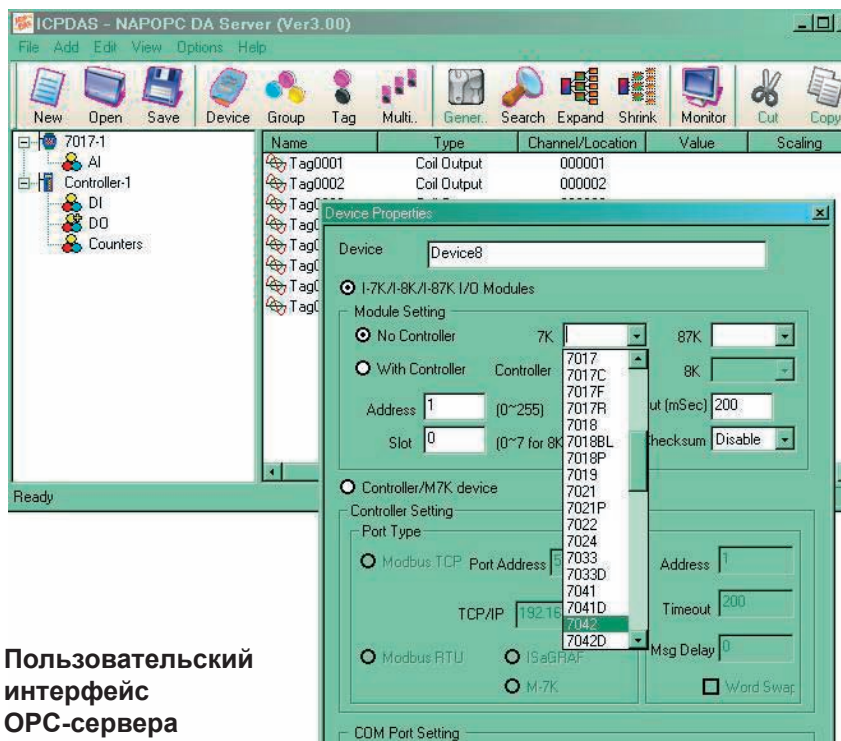 ICPDAS - NAPOPC DA Server (Ver3.00)
File Add Edit View Options Help
New Open Save Device Group Tag Multi.. Gener.. Search Expand Shrink Monitor Cut Copy
7017-1
AI
Controller-1
DI
DO
Counters
Name Type Channel/Location Value Scaling
Tag0001 Coil Output 000001
Tag0002 Coil Output 000002
Device Properties
Device Device8
I-7K/I-8K/I-87K I/O Modules
Module Setting
No Controller 7K 87K
With Controller Controller 8K
Address 1 (0~255) 200
Slot 0 (0~7 for 8K Disable
7017
7017C
7017F
7017R
7018
7018BL
7018P
7019
7021
7021P
7022
7024
7033
7033D
7041
7041D
7042
7042D
Controller/M7K device
Controller Setting
Port Type
Modbus TCP Port Address 5 Address 1
TCP/IP 192.16 Timeout 200
Modbus RTU ISaGRAF Msg Delay 0
M-7K Word Swap
COM Port Setting
Ready
Пользовательский
интерфейс
OPC-сервера